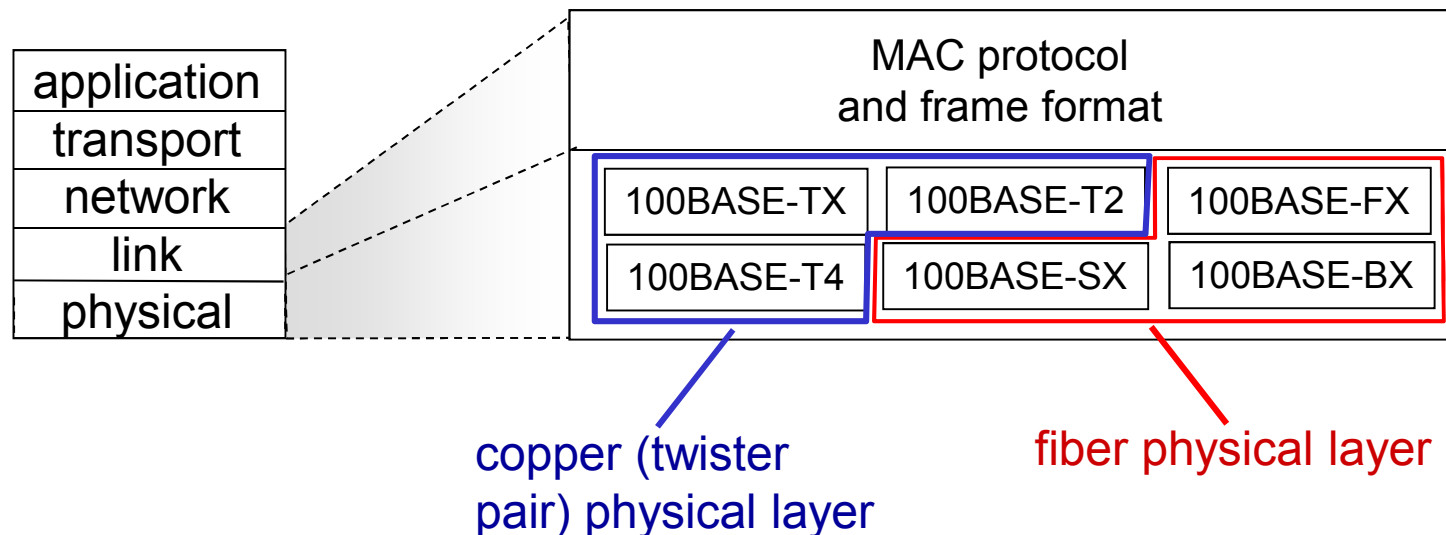 application
transport
network
link
physical
MAC protocol
and frame format
100BASE-TX
100BASE-T2
100BASE-FX
100BASE-T4
100BASE-SX
100BASE-BX
copper (twister
pair) physical layer
fiber physical layer